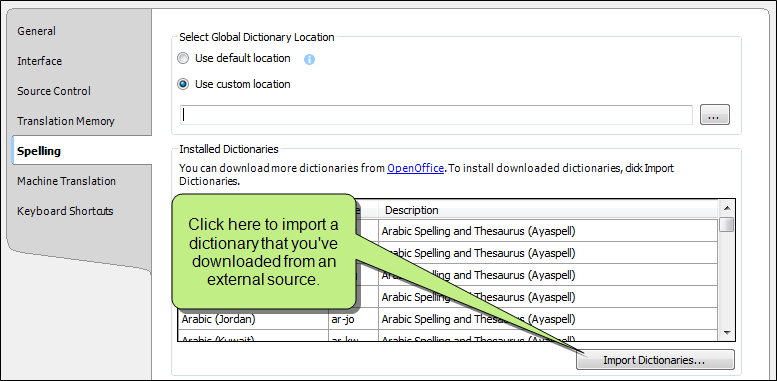 General
Interface
Source Control
Translation Memory
Spelling
Machine Translation
Keyboard Shortcuts
Select Global Dictionary Location
Use default location
Use custom location
...
Installed Dictionaries
You can download more dictionaries from OpenOffice. To install downloaded dictionaries, click Import
Dictionaries.
Description
Arabic Spelling and Thesaurus (Ayaspell)
Arabic Spelling and Thesaurus (Ayaspell)
Arabic Spelling and Thesaurus (Ayaspell)
Arabic Spelling and Thesaurus (Ayaspell)
Arabic (Jordan) ar-jo Arabic Spelling and Thesaurus (Ayaspell)
Arabic (Kuwait) ar-kw Arabic Spelling and Thesaurus (Ayaspell)
Click here to import a
dictionary that you've
downloaded from an
external source.
Import Dictionaries...